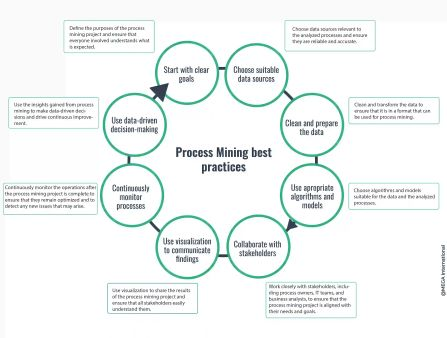 Define the purposes of the process
mining project and ensure that
everyone involved understands what
is expected.
Choose data sources relevant to
the analyzed processes and ensure
they are reliable and accurate.
Start with clear
goals
Choose suitable
data sources
Use the insights gained from process
mining to make data-driven deci-
sions and drive continuous improve-
ment.
Use data-driven
decision-making
Clean and prepare
the data
Clean and transform the data to
ensure that it is in a format that can
be used for process mining.
Process Mining best
practices
Continuously monitor the operations after
the process mining project is complete to
ensure that they remain optimized and to
detect any new issues that may arise.
Continuously
monitor
processes
Use apropriate
algorithms and
models
Choose algorithms and models
suitable for the data and the analyzed
processes.
Use visualization
to communicate
findings
Collaborate with
stakeholders
Use visualization to share the results
of the process mining project and
ensure that all stakeholders easily
understand them.
Work closely with stakeholders, inclu-
ding process owners, IT teams, and
business analysts, to ensure that the
process mining project is aligned with
their needs and goals.
@MEGA International